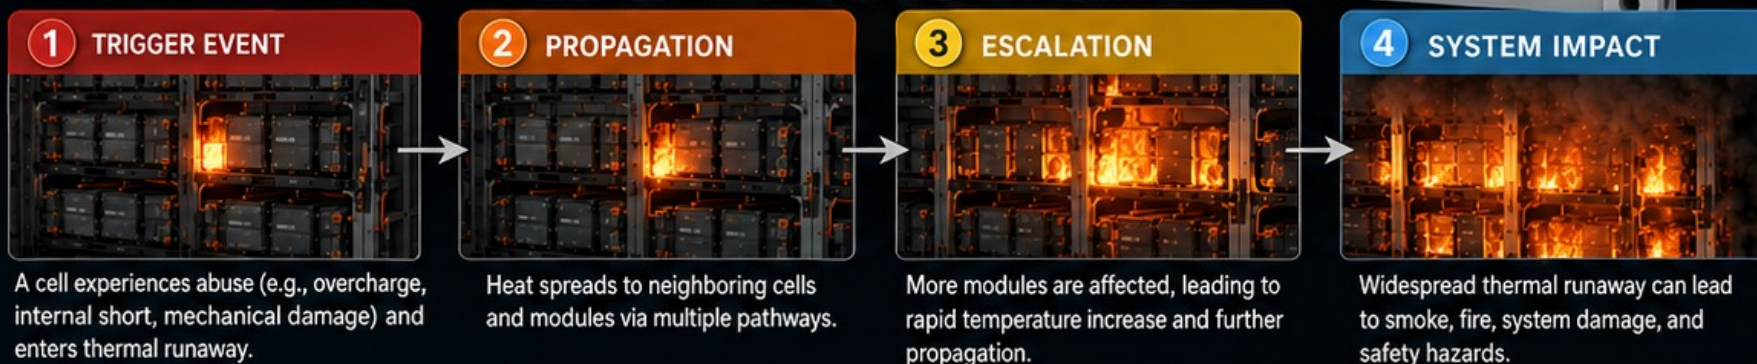 1 TRIGGER EVENT
A cell experiences abuse (e.g., overcharge,
internal short, mechanical damage) and
enters thermal runaway.
2 PROPAGATION
Heat spreads to neighboring cells
and modules via multiple pathways.
3 ESCALATION
More modules are affected, leading to
rapid temperature increase and further
propagation.
4 SYSTEM IMPACT
Widespread thermal runaway can lead
to smoke, fire, system damage, and
safety hazards.